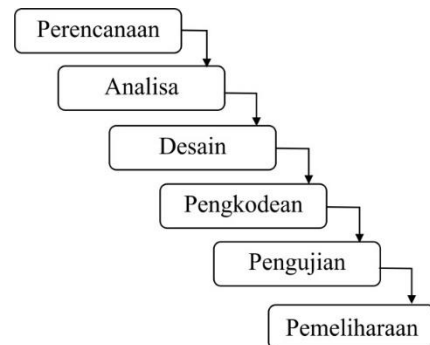 Perencanaan
Analisa
Desain
Pengkodean
Pengujian
Pemeliharaan